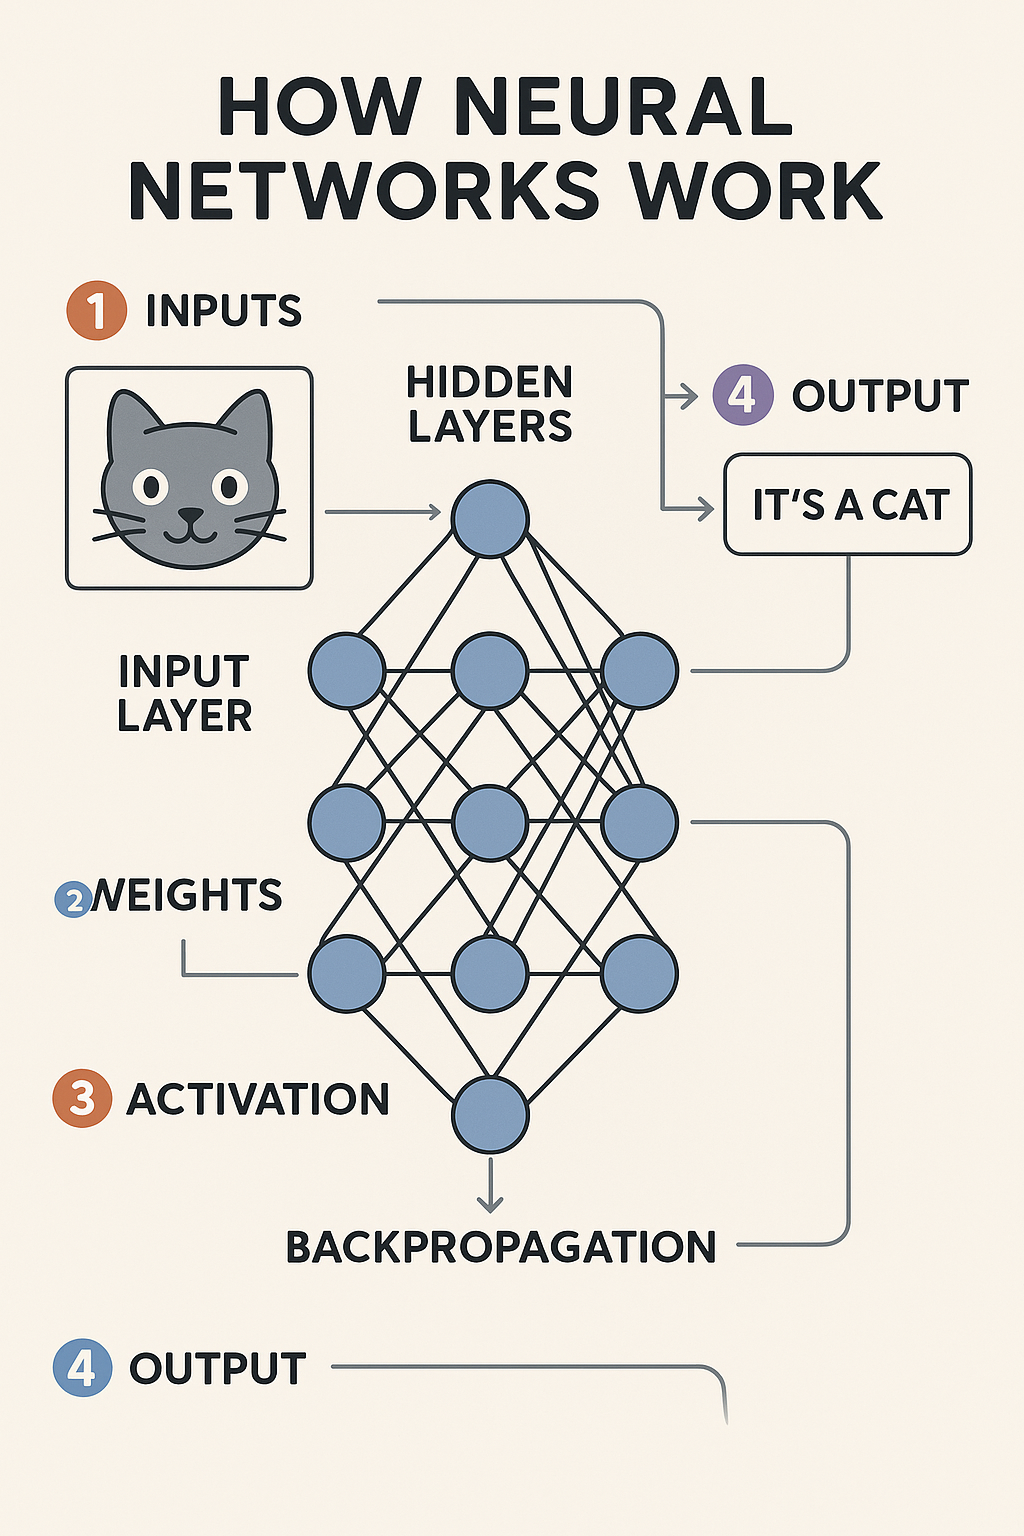 HOW NEURAL
NETWORKS WORK
1 INPUTS
HIDDEN
LAYERS
4 OUTPUT
IT'S A CAT
INPUT
LAYER
2 WEIGHTS
3 ACTIVATION
BACKPROPAGATION
4 OUTPUT